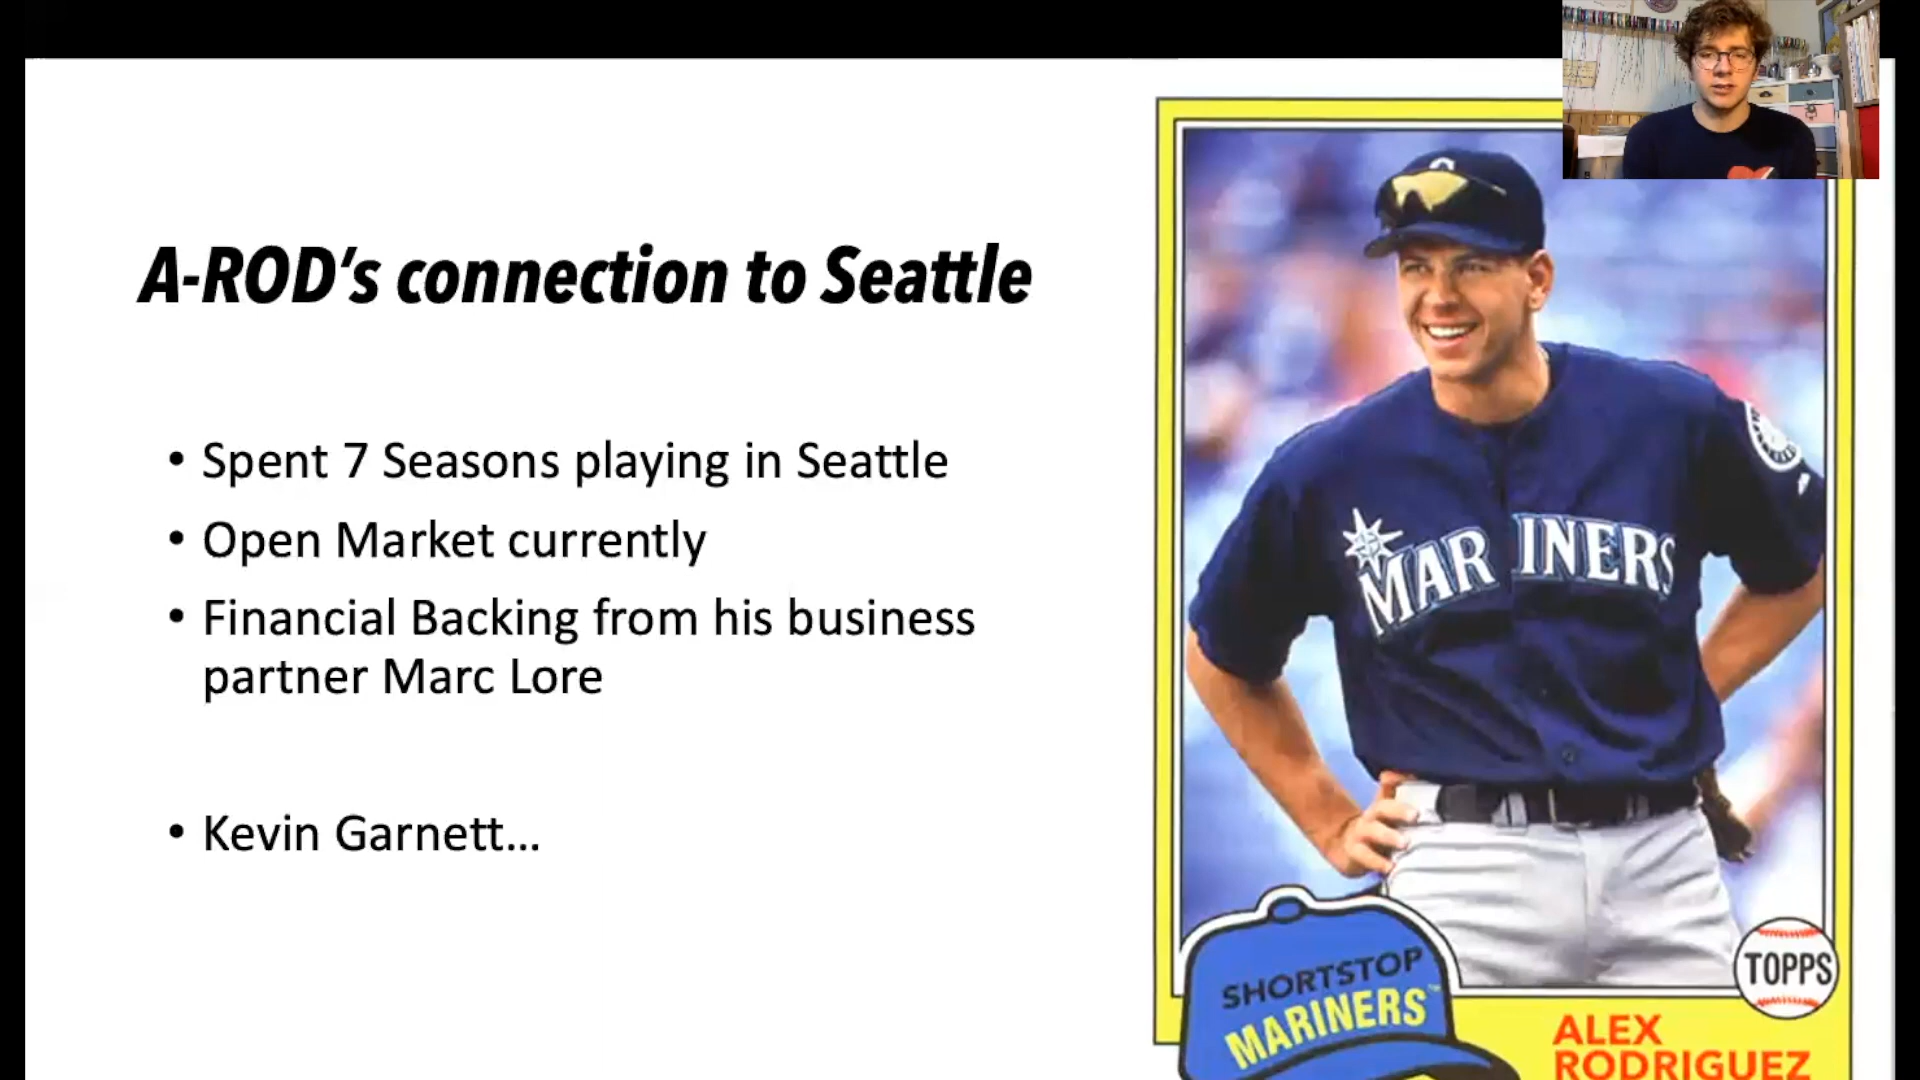 A-ROD’s connection to Seattle
• Spent 7 Seasons playing in Seattle
• Open Market currently
• Financial Backing from his business
partner Marc Lore
• Kevin Garnett...
MARINERS
SHORTSTOP
MARINERS™
TOPPS
ALEX
RODRIGUEZ